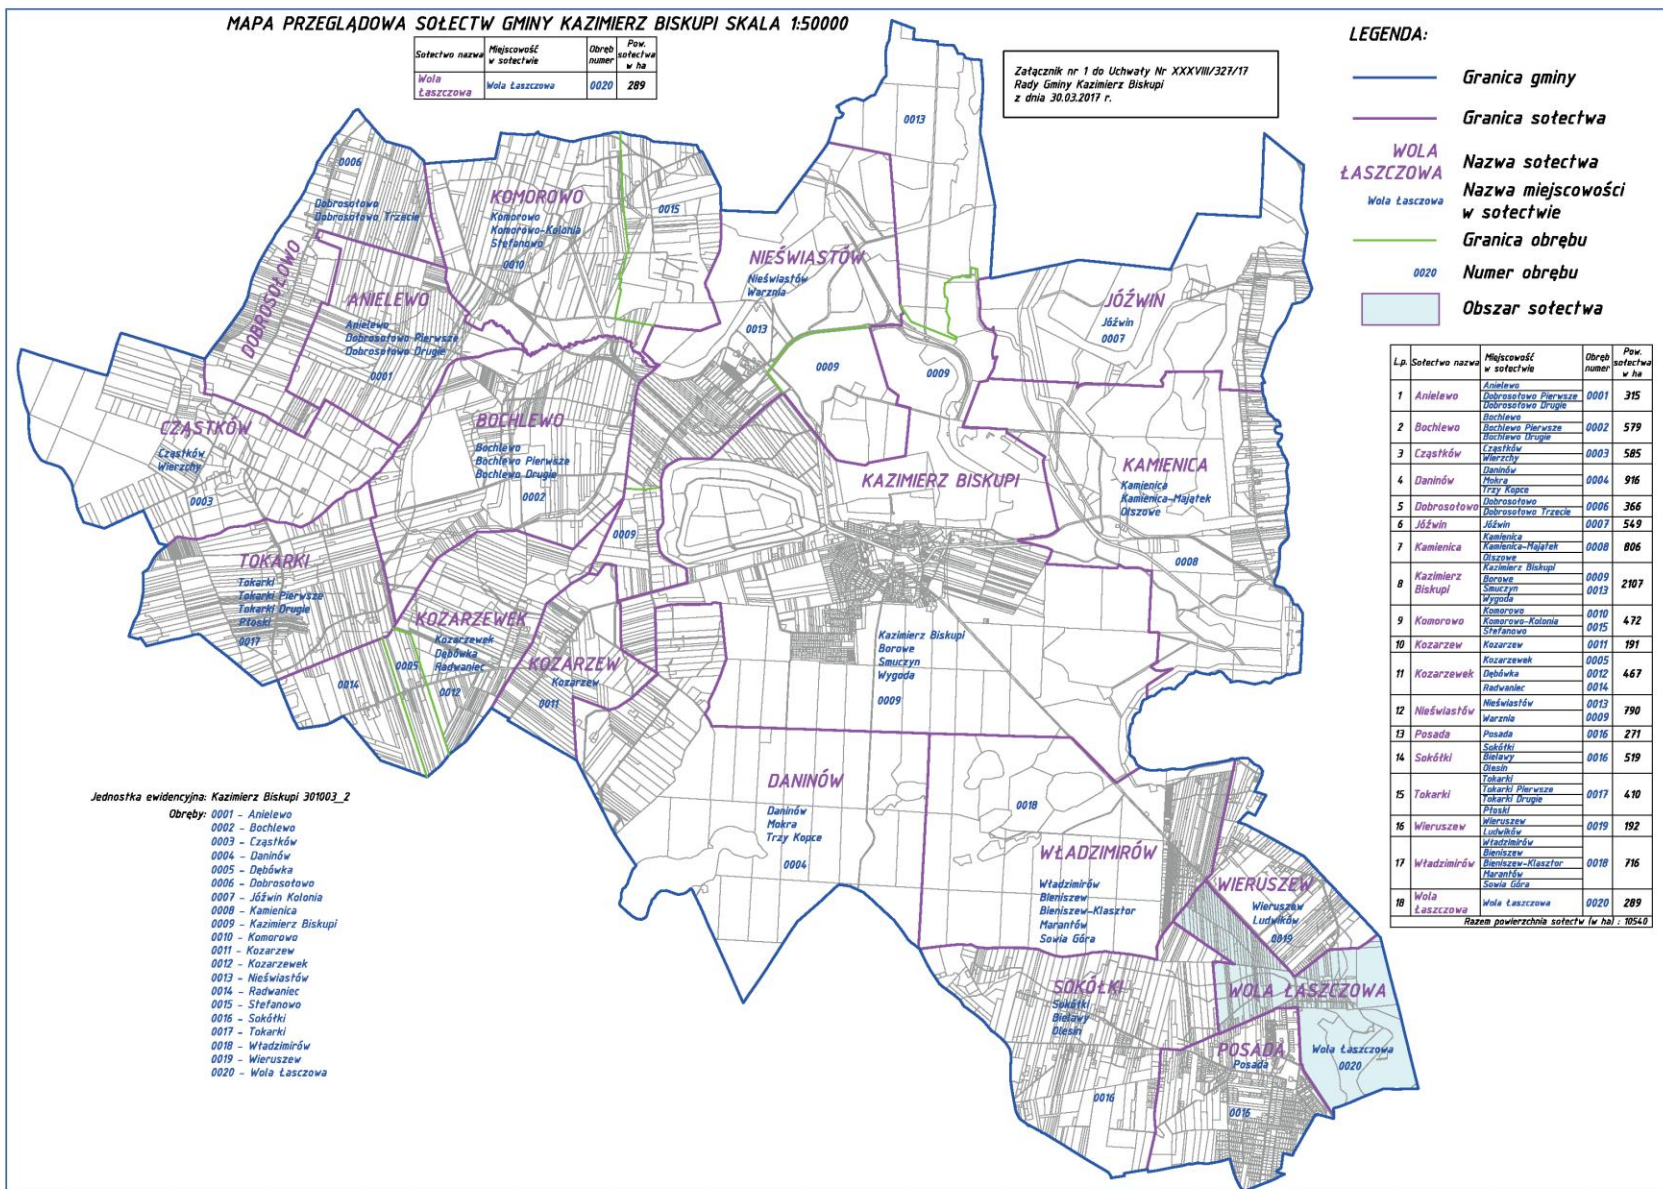 MAPA PRZEGLĄDOWA SOŁECTW GMINY KAZIMIERZ BISKUPI SKALA 1:50000
Sołectwo nazwa Miejscowość w sołectwie Obręb numer Pow. sołectwa w ha
Wola Łaszczowa Wola Łaszczowa 0020 289
Załącznik nr 1 do Uchwały Nr XXXVIII/327/17
Rady Gminy Kazimierz Biskupi
z dnia 30.03.2017 r.
LEGENDA:
Granica gminy
Granica sołectwa
WOLA ŁASZCZOWA Nazwa sołectwa
Wola Łasczowa Nazwa miejscowości w sołectwie
Granica obrębu
0020 Numer obrębu
Obszar sołectwa
0006
Dobrosołowo
Dobrosołowo Trzecie
DOBROSOŁOWO
KOMOROWO
Komorowo
Komorowo-Kolonia
Stefanowo
0010
0015
0013
NIEŚWIASTÓW
Nieświastów
Warznia
0013
0009
0009
JÓŹWIN
Jóźwin
0007
ANIELEWO
Anielewo
Dobrosołowo Pierwsze
Dobrosołowo Drugie
0001
CZĄSTKÓW
Cząstków
Wierzchy
0003
BOCHLEWO
Bochlewo
Bochlewo Pierwsze
Bochlewo Drugie
0002
0009
KAZIMIERZ BISKUPI
KAMIENICA
Kamienica
Kamienica-Majątek
Olszowe
0008
TOKARKI
Tokarki
Tokarki Pierwsze
Tokarki Drugie
Płoski
0017
KOZARZEWEK
Kozarzewek
Dębówka
Radwaniec
0005
0012
0014
KOZARZEW
Kozarzew
0011
Kazimierz Biskupi
Borowe
Smuczyn
Wygoda
0009
DANINÓW
Daninów
Mokra
Trzy Kopce
0004
0018
WŁADZIMIRÓW
Władzimirów
Bieniszew
Bieniszew-Klasztor
Marantów
Sowia Góra
WIERUSZEW
Wieruszew
Ludwików
0019
SOKÓŁKI
Sokółki
Bielawy
Olesin
0016
WOLA ŁASZCZOWA
Wola Łaszczowa
0020
POSADA
Posada
0016
Jednostka ewidencyjna: Kazimierz Biskupi 301003_2
Obręby: 0001 - Anielewo
0002 - Bochlewo
0003 - Cząstków
0004 - Daninów
0005 - Dębówka
0006 - Dobrosołowo
0007 - Jóźwin Kolonia
0008 - Kamienica
0009 - Kazimierz Biskupi
0010 - Komorowo
0011 - Kozarzew
0012 - Kozarzewek
0013 - Nieświastów
0014 - Radwaniec
0015 - Stefanowo
0016 - Sokółki
0017 - Tokarki
0018 - Władzimirów
0019 - Wieruszew
0020 - Wola Łasczowa
L.p. Sołectwo nazwa Miejscowość w sołectwie Obręb numer Pow. sołectwa w ha
1 Anielewo Anielewo 0001 315
Dobrosołowo Pierwsze
Dobrosołowo Drugie
2 Bochlewo Bochlewo 0002 579
Bochlewo Pierwsze
Bochlewo Drugie
3 Cząstków Cząstków 0003 585
Wierzchy
4 Daninów Daninów 0004 916
Mokra
Trzy Kopce
5 Dobrosołowo Dobrosołowo 0006 366
Dobrosołowo Trzecie
6 Jóźwin Jóźwin 0007 549
7 Kamienica Kamienica 0008 806
Kamienica-Majątek
Olszowe
8 Kazimierz Biskupi Kazimierz Biskupi 0009 2107
Borowe 0013
Smuczyn
Wygoda
9 Komorowo Komorowo 0010 472
Komorowo-Kolonia 0015
Stefanowo
10 Kozarzew Kozarzew 0011 191
11 Kozarzewek Kozarzewek 0005 467
Dębówka 0012
Radwaniec 0014
12 Nieświastów Nieświastów 0013 790
Warznia 0009
13 Posada Posada 0016 271
14 Sokółki Sokółki 0016 519
Bielawy
Olesin
15 Tokarki Tokarki 0017 410
Tokarki Pierwsze
Tokarki Drugie
Płoski
16 Wieruszew Wieruszew 0019 192
Ludwików
17 Władzimirów Władzimirów 0018 716
Bieniszew
Bieniszew-Klasztor
Marantów
Sowia Góra
18 Wola Łaszczowa Wola Łaszczowa 0020 289
Razem powierzchnia sołectw (w ha) : 10540